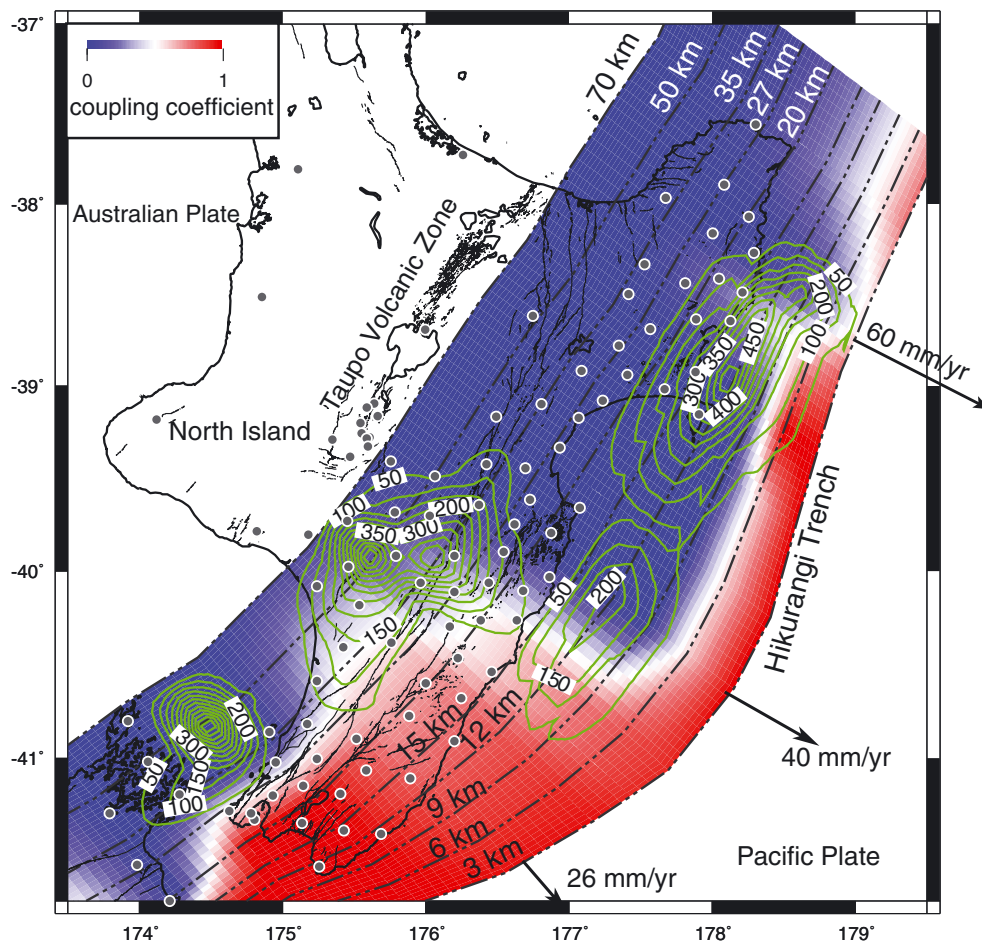 -37°
0
1
coupling coefficient
70 km
50 km
35 km
27 km
20 km
-38°
Australian Plate
Taupo Volcanic Zone
50
200
450
350
100
300
400
60 mm/yr
-39°
North Island
50
100
200
350
300
Hikurangi Trench
-40°
50
200
150
150
200
300
50
150
100
15 km
12 km
40 mm/yr
-41°
9 km
6 km
3 km
Pacific Plate
26 mm/yr
174°
175°
176°
177°
178°
179°